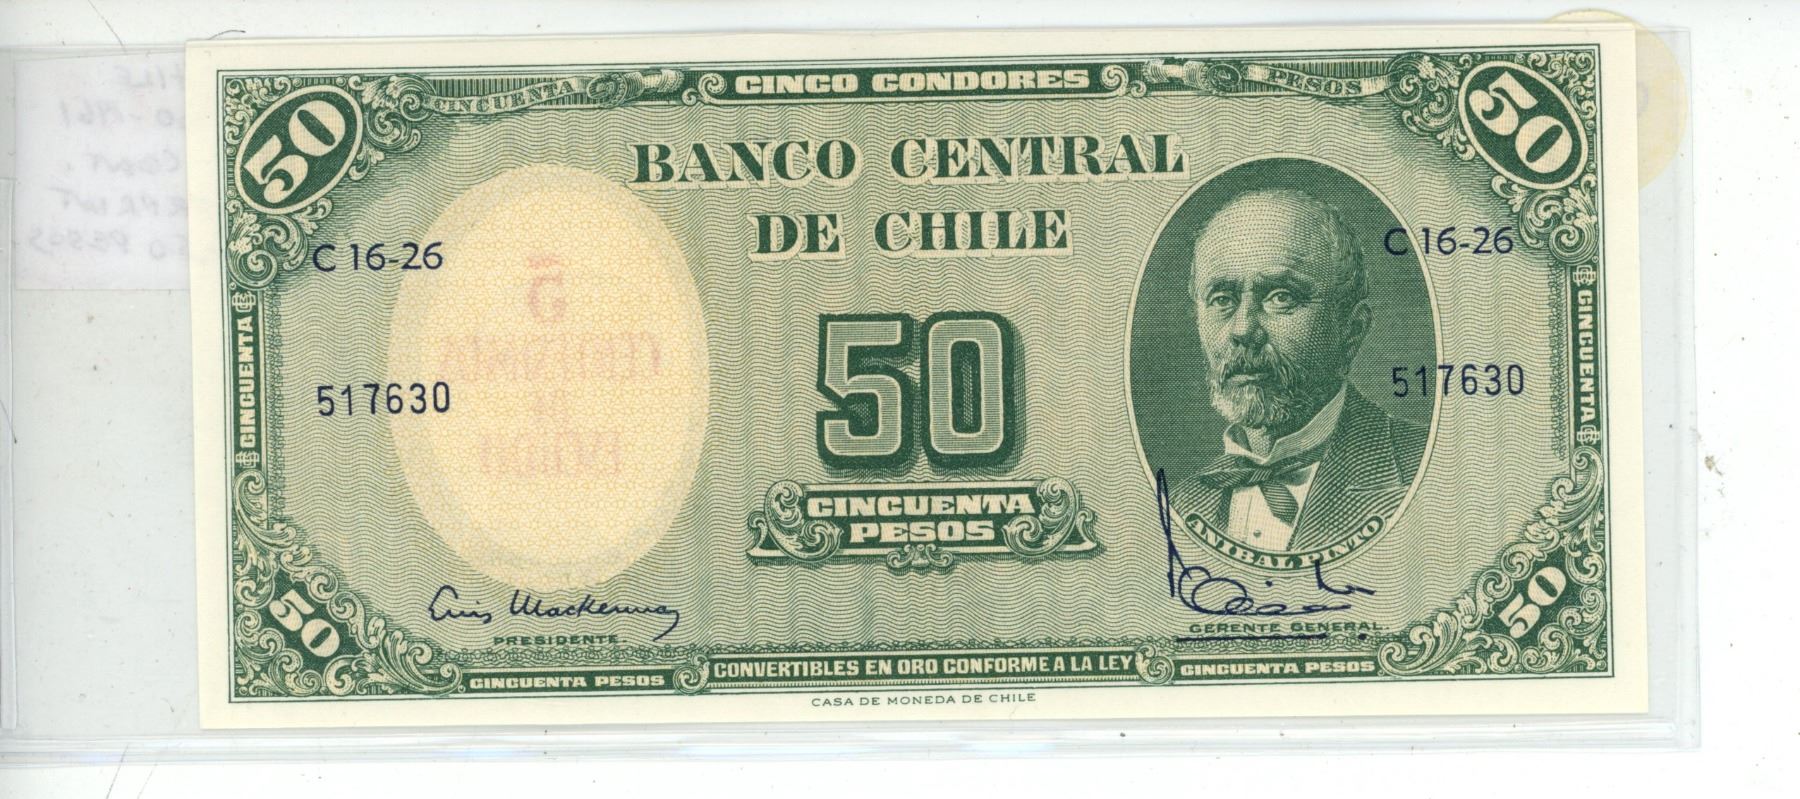 CINCUENTA CINCO CONDORES PESOS
50 50
BANCO CENTRAL
DE CHILE
C 16-26 C 16-26
50
517630 517630
CINCUENTA CINCUENTA
CINCUENTA
PESOS
ANIBAL PINTO
Luis Mackenna
PRESIDENTE.
GERENTE GENERAL.
50 50
CINCUENTA PESOS CONVERTIBLES EN ORO CONFORME A LA LEY CINCUENTA PESOS
CASA DE MONEDA DE CHILE